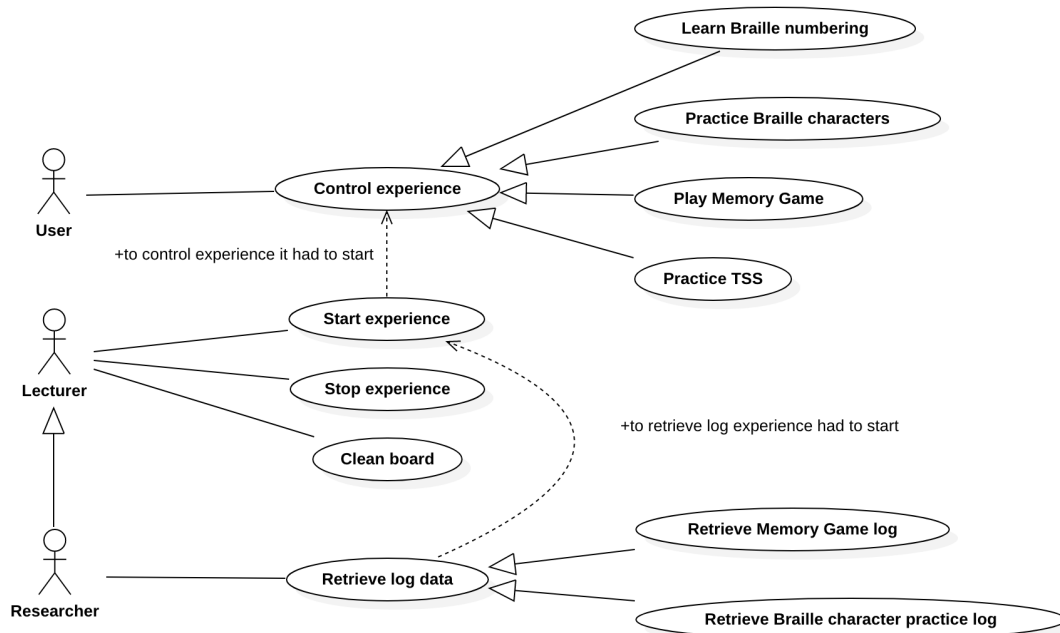 Learn Braille numbering
Practice Braille characters
Control experience
Play Memory Game
User
+to control experience it had to start
Practice TSS
Start experience
Lecturer
Stop experience
+to retrieve log experience had to start
Clean board
Retrieve Memory Game log
Retrieve log data
Researcher
Retrieve Braille character practice log